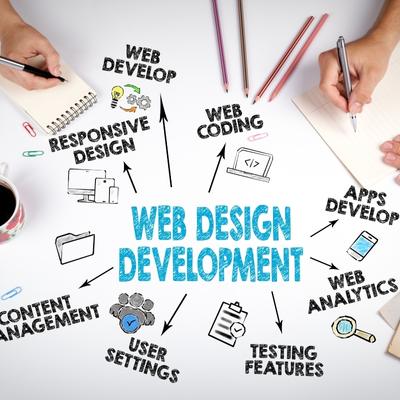 WEB
DEVELOP
RESPONSIVE
DESIGN
WEB
CODING
</>
APPS
DEVELOP
WEB DESIGN
DEVELOPMENT
WEB
ANALYTICS
CONTENT
ANAGEMENT
USER
SETTINGS
TESTING
FEATURES